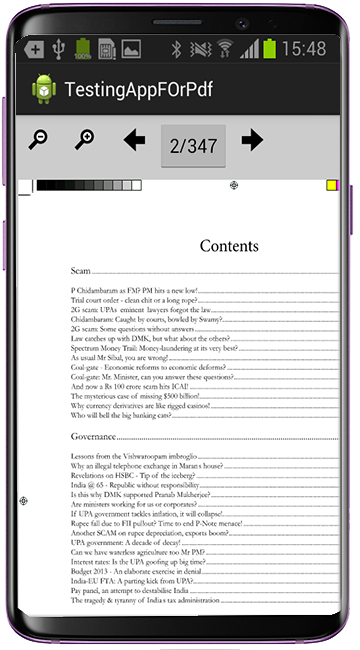 100%
15:48
TestingAppFOrPdf
2/347
Contents
Scam
P Chidambaram as FM? PM hits a new low!
Trial court order - clean chit or a long rope?
2G scam: UPAs eminent lawyers forgot the law
Chidambaram: Caught by courts, bowled by Swamy?
2G scam: Some questions without answers
Law catches up with DMK, but what about the others?
Spectrum Money Trail: Money-laundering at its very best?
As usual Mr Sibal, you are wrong!
Coal-gate - Economic reforms to economic deforms?
Coal-gate: Mr. Minister, can you answer these questions?
And now a Rs 100 crore scam hits ICAI!
The mysterious case of missing $500 billion!
Why currency derivatives are like rigged casinos!
Who will bell the big banking cats?
Governance
Lessons from the Vishwaroopam imbroglio
Why an illegal telephone exchange in Maran's house?
Revelations on HSBC - Tip of the iceberg?
India @ 65 - Republic without responsibility
Is this why DMK supported Pranab Mukherjee?
Are ministers working for us or corporates?
If UPA government tackles inflation, it will collapse!
Rupee fall due to FII pullout? Time to end P-Note menace!
Another SCAM on rupee depreciation, exports boom?
UPA government: A decade of decay!
Can we have waterless agriculture too Mr PM?
Interest rates: Is the UPA goofing up big time?
Budget 2013 - An elaborate exercise in denial
India-EU FTA: A parting kick from UPA?
Pay panel, an attempt to destabilise India
The tragedy & tyranny of India's tax administration